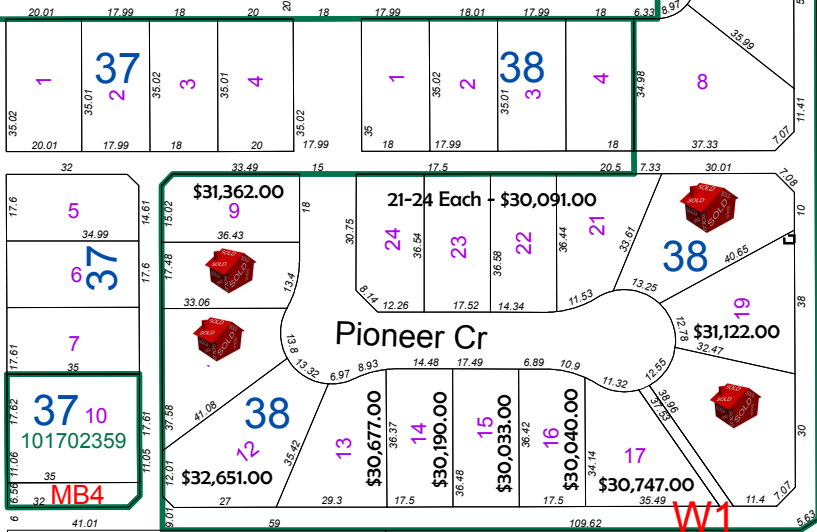 20.01 17.99 18 20 20 17.99 18.01 17.99 18 6.33 8.97 5
1 37 2 3 4 1 2 38 3 4 8
35.02 35.01 35.02 35.01 35.02 35 35.02 35.01 34.98 35.99 11.41
20.01 17.99 18 20 17.99 18 17.99 18 37.33 7.07
32 33.49 15 17.5 20.5 7.33 30.01 7.08
$31,362.00
21-24 Each - $30,091.00
17.6 5 14.61 15.02 9 18 30.75 24 36.54 23 36.58 22 36.44 21 33.61 10
34.99 36.43
6 37 17.6 17.48 SOLD 13.4 38 40.65
33.06 8.14 12.26 17.52 14.34 11.53 13.25 19 38
17.61 7 SOLD 13.8 Pioneer Cr 12.78 $31,122.00
35 13.32 6.97 8.93 14.48 17.49 6.89 10.9 11.32 12.55 32.47
17.62 37 10 17.61 37.58 41.08 38 37.53 38.96 SOLD
101702359
11.06 11.05 12 35.42 13 $30,677.00 36.37 14 $30,190.00 36.48 15 $30,033.00 36.42 16 $30,040.00 34.14 17 30
35 12.01 $32,651.00 $30,747.00
6.56 MB4
32 27 29.3 17.5 17.5 35.49 11.4 7.07
W1
6 41.01 9.01 59 109.62 5.63